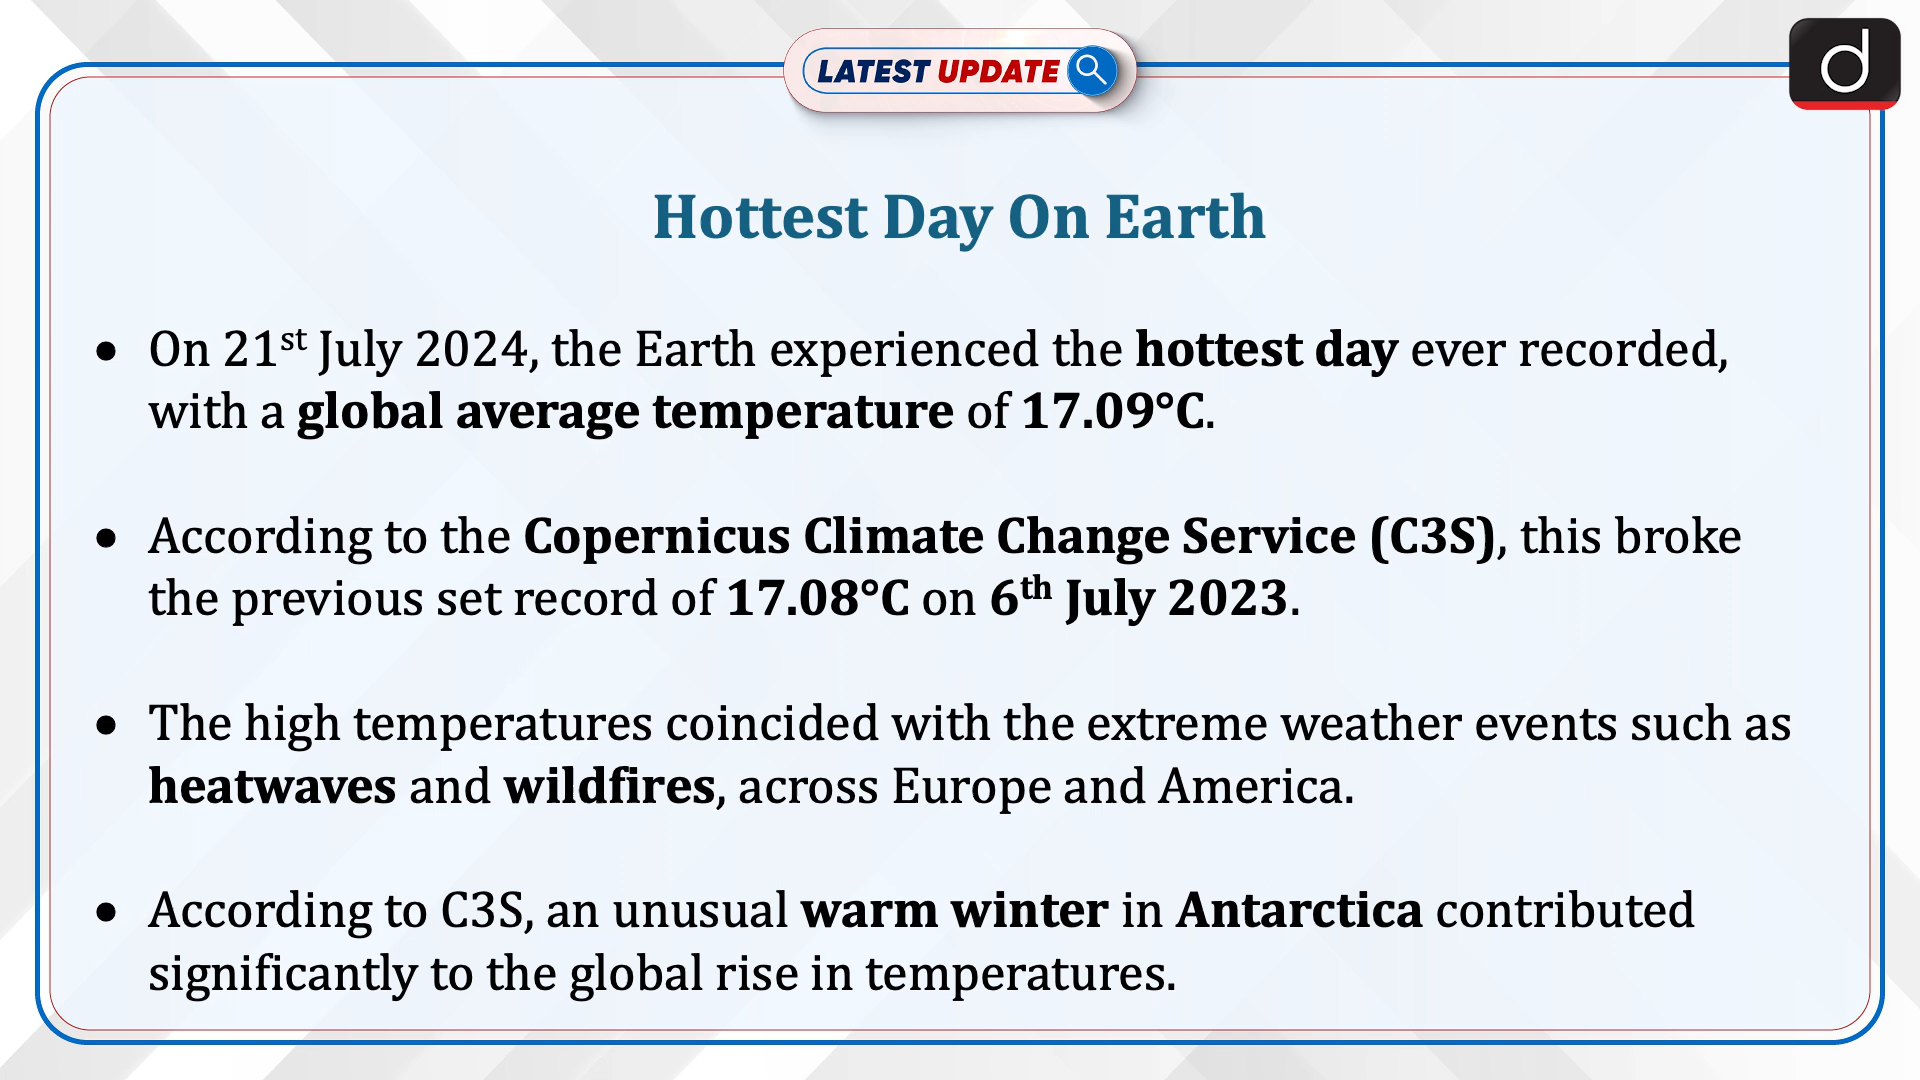 LATEST UPDATE
d
Hottest Day On Earth
• On 21st July 2024, the Earth experienced the hottest day ever recorded,
with a global average temperature of 17.09°C.
• According to the Copernicus Climate Change Service (C3S), this broke
the previous set record of 17.08°C on 6th July 2023.
• The high temperatures coincided with the extreme weather events such as
heatwaves and wildfires, across Europe and America.
• According to C3S, an unusual warm winter in Antarctica contributed
significantly to the global rise in temperatures.